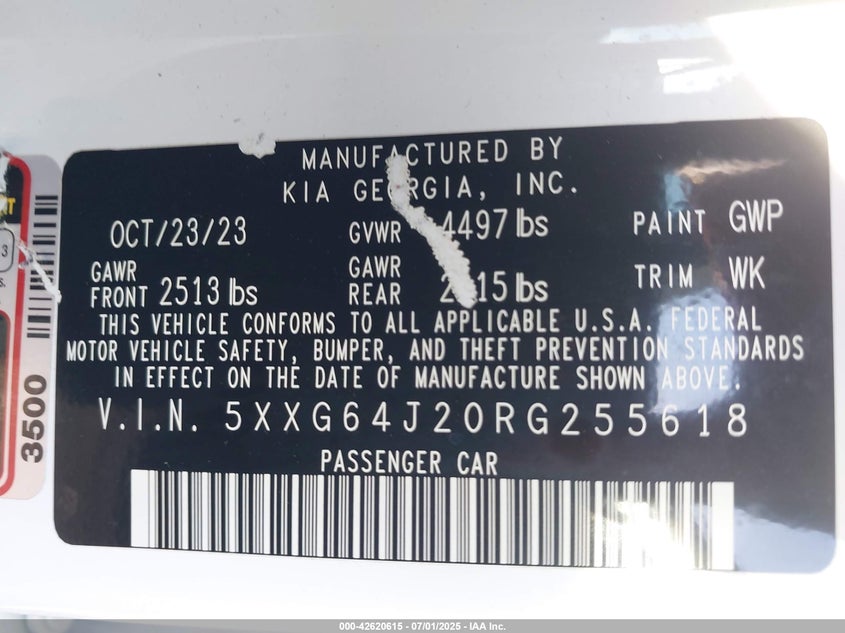 MANUFACTURED BY
KIA GEORGIA, INC.
OCT/23/23 GVWR 4497 lbs PAINT GWP
GAWR FRONT 2513 lbs GAWR REAR lbs TRIM WK
THIS VEHICLE CONFORMS TO ALL APPLICABLE U.S.A. FEDERAL
MOTOR VEHICLE SAFETY, BUMPER, AND THEFT PREVENTION STANDARDS
IN EFFECT ON THE DATE OF MANUFACTURE SHOWN ABOVE.
V.I.N. 5XXG64J20RG255618
PASSENGER CAR
3500
000-42620615 - 07/01/2025 - IAA Inc.